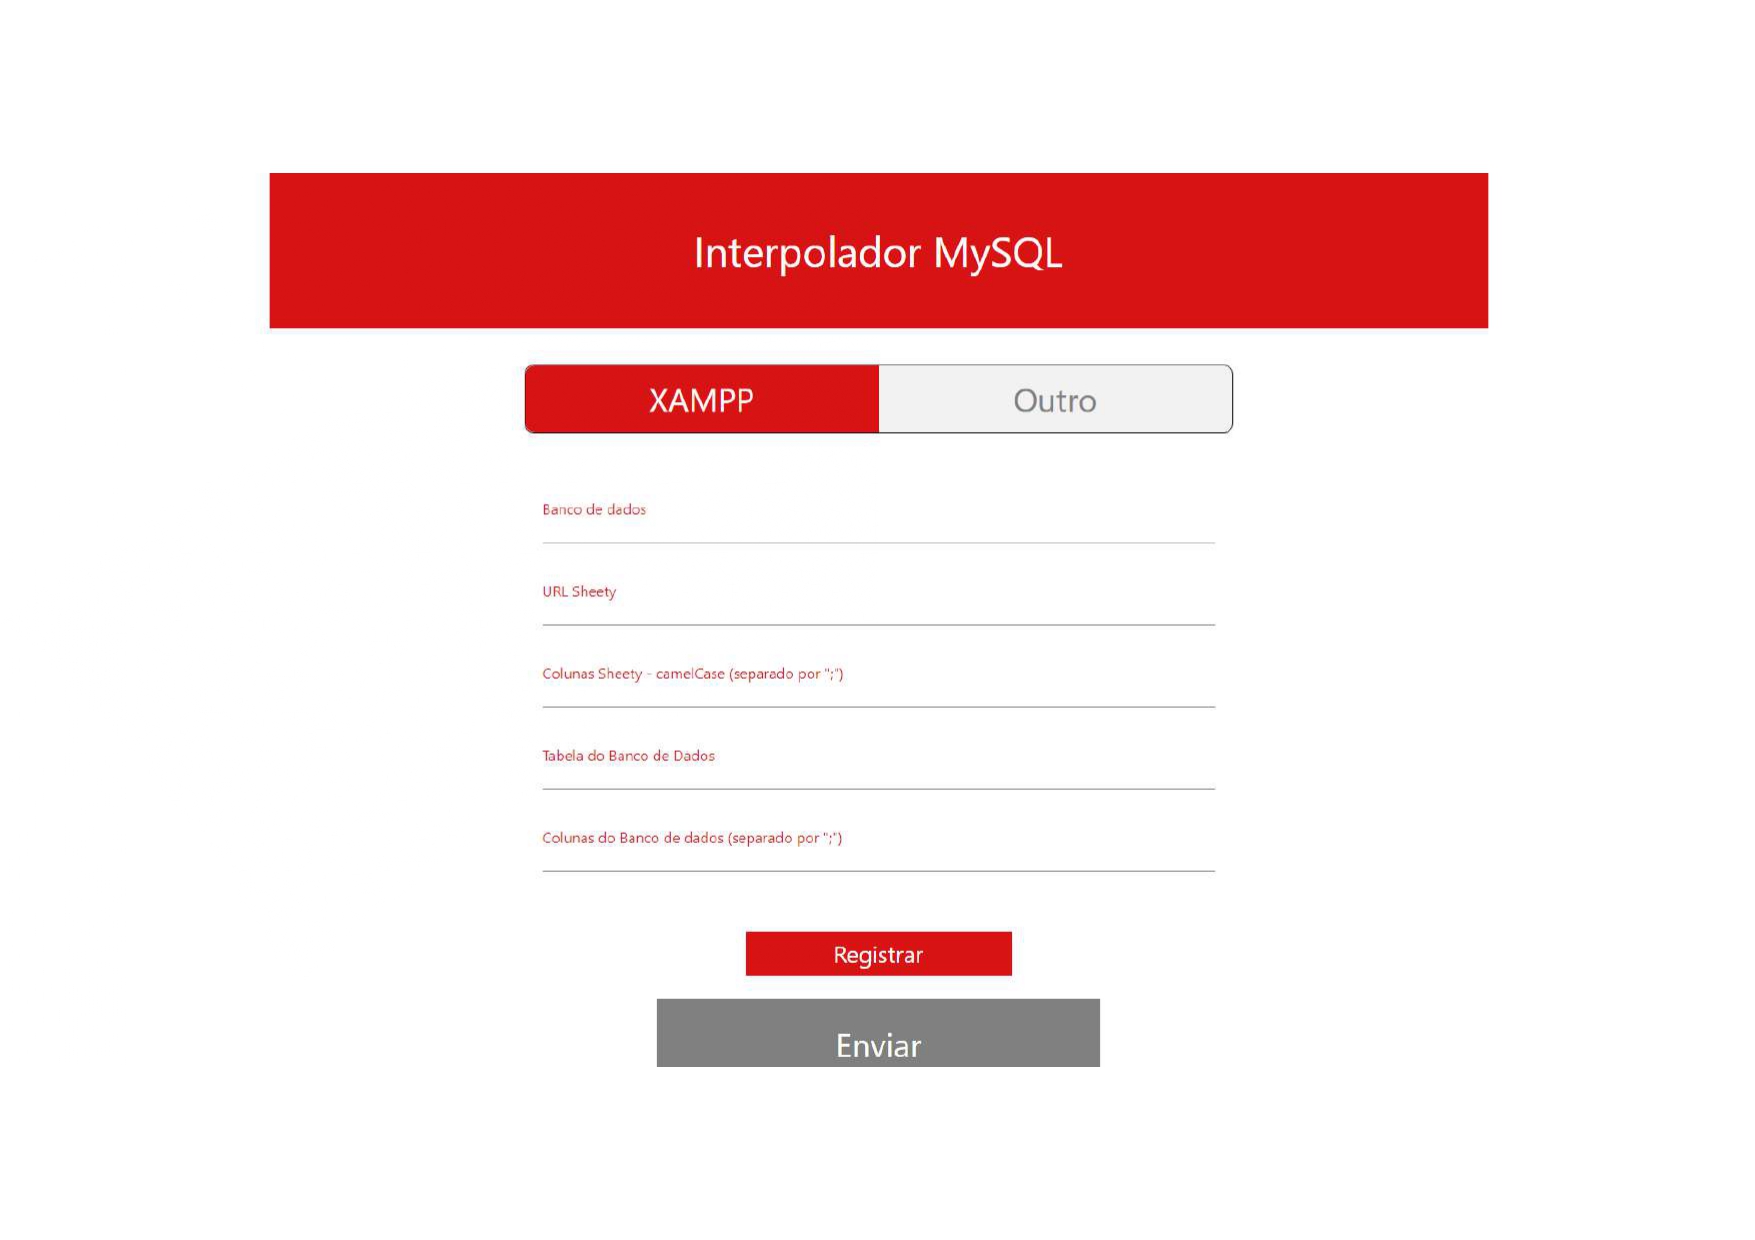 Interpolador MySQL
XAMPP Outro
Banco de dados
URL Sheety
Colunas Sheety - camelCase (separado por ";")
Tabela do Banco de Dados
Colunas do Banco de dados (separado por ";")
Registrar
Enviar